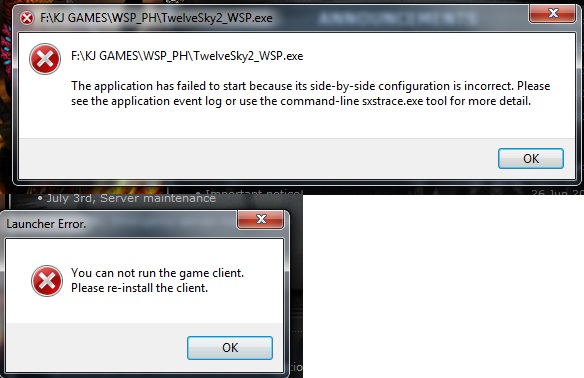 ANNOUNCEMENTS
F:\KJ GAMES\WSP_PH\TwelveSky2_WSP.exe
F:\KJ GAMES\WSP_PH\TwelveSky2_WSP.exe
The application has failed to start because its side-by-side configuration is incorrect. Please
see the application event log or use the command-line sxstrace.exe tool for more detail.
OK
• Important notice!
• July 3rd, Server maintenance
Launcher Error.
You can not run the game client.
Please re-install the client.
OK